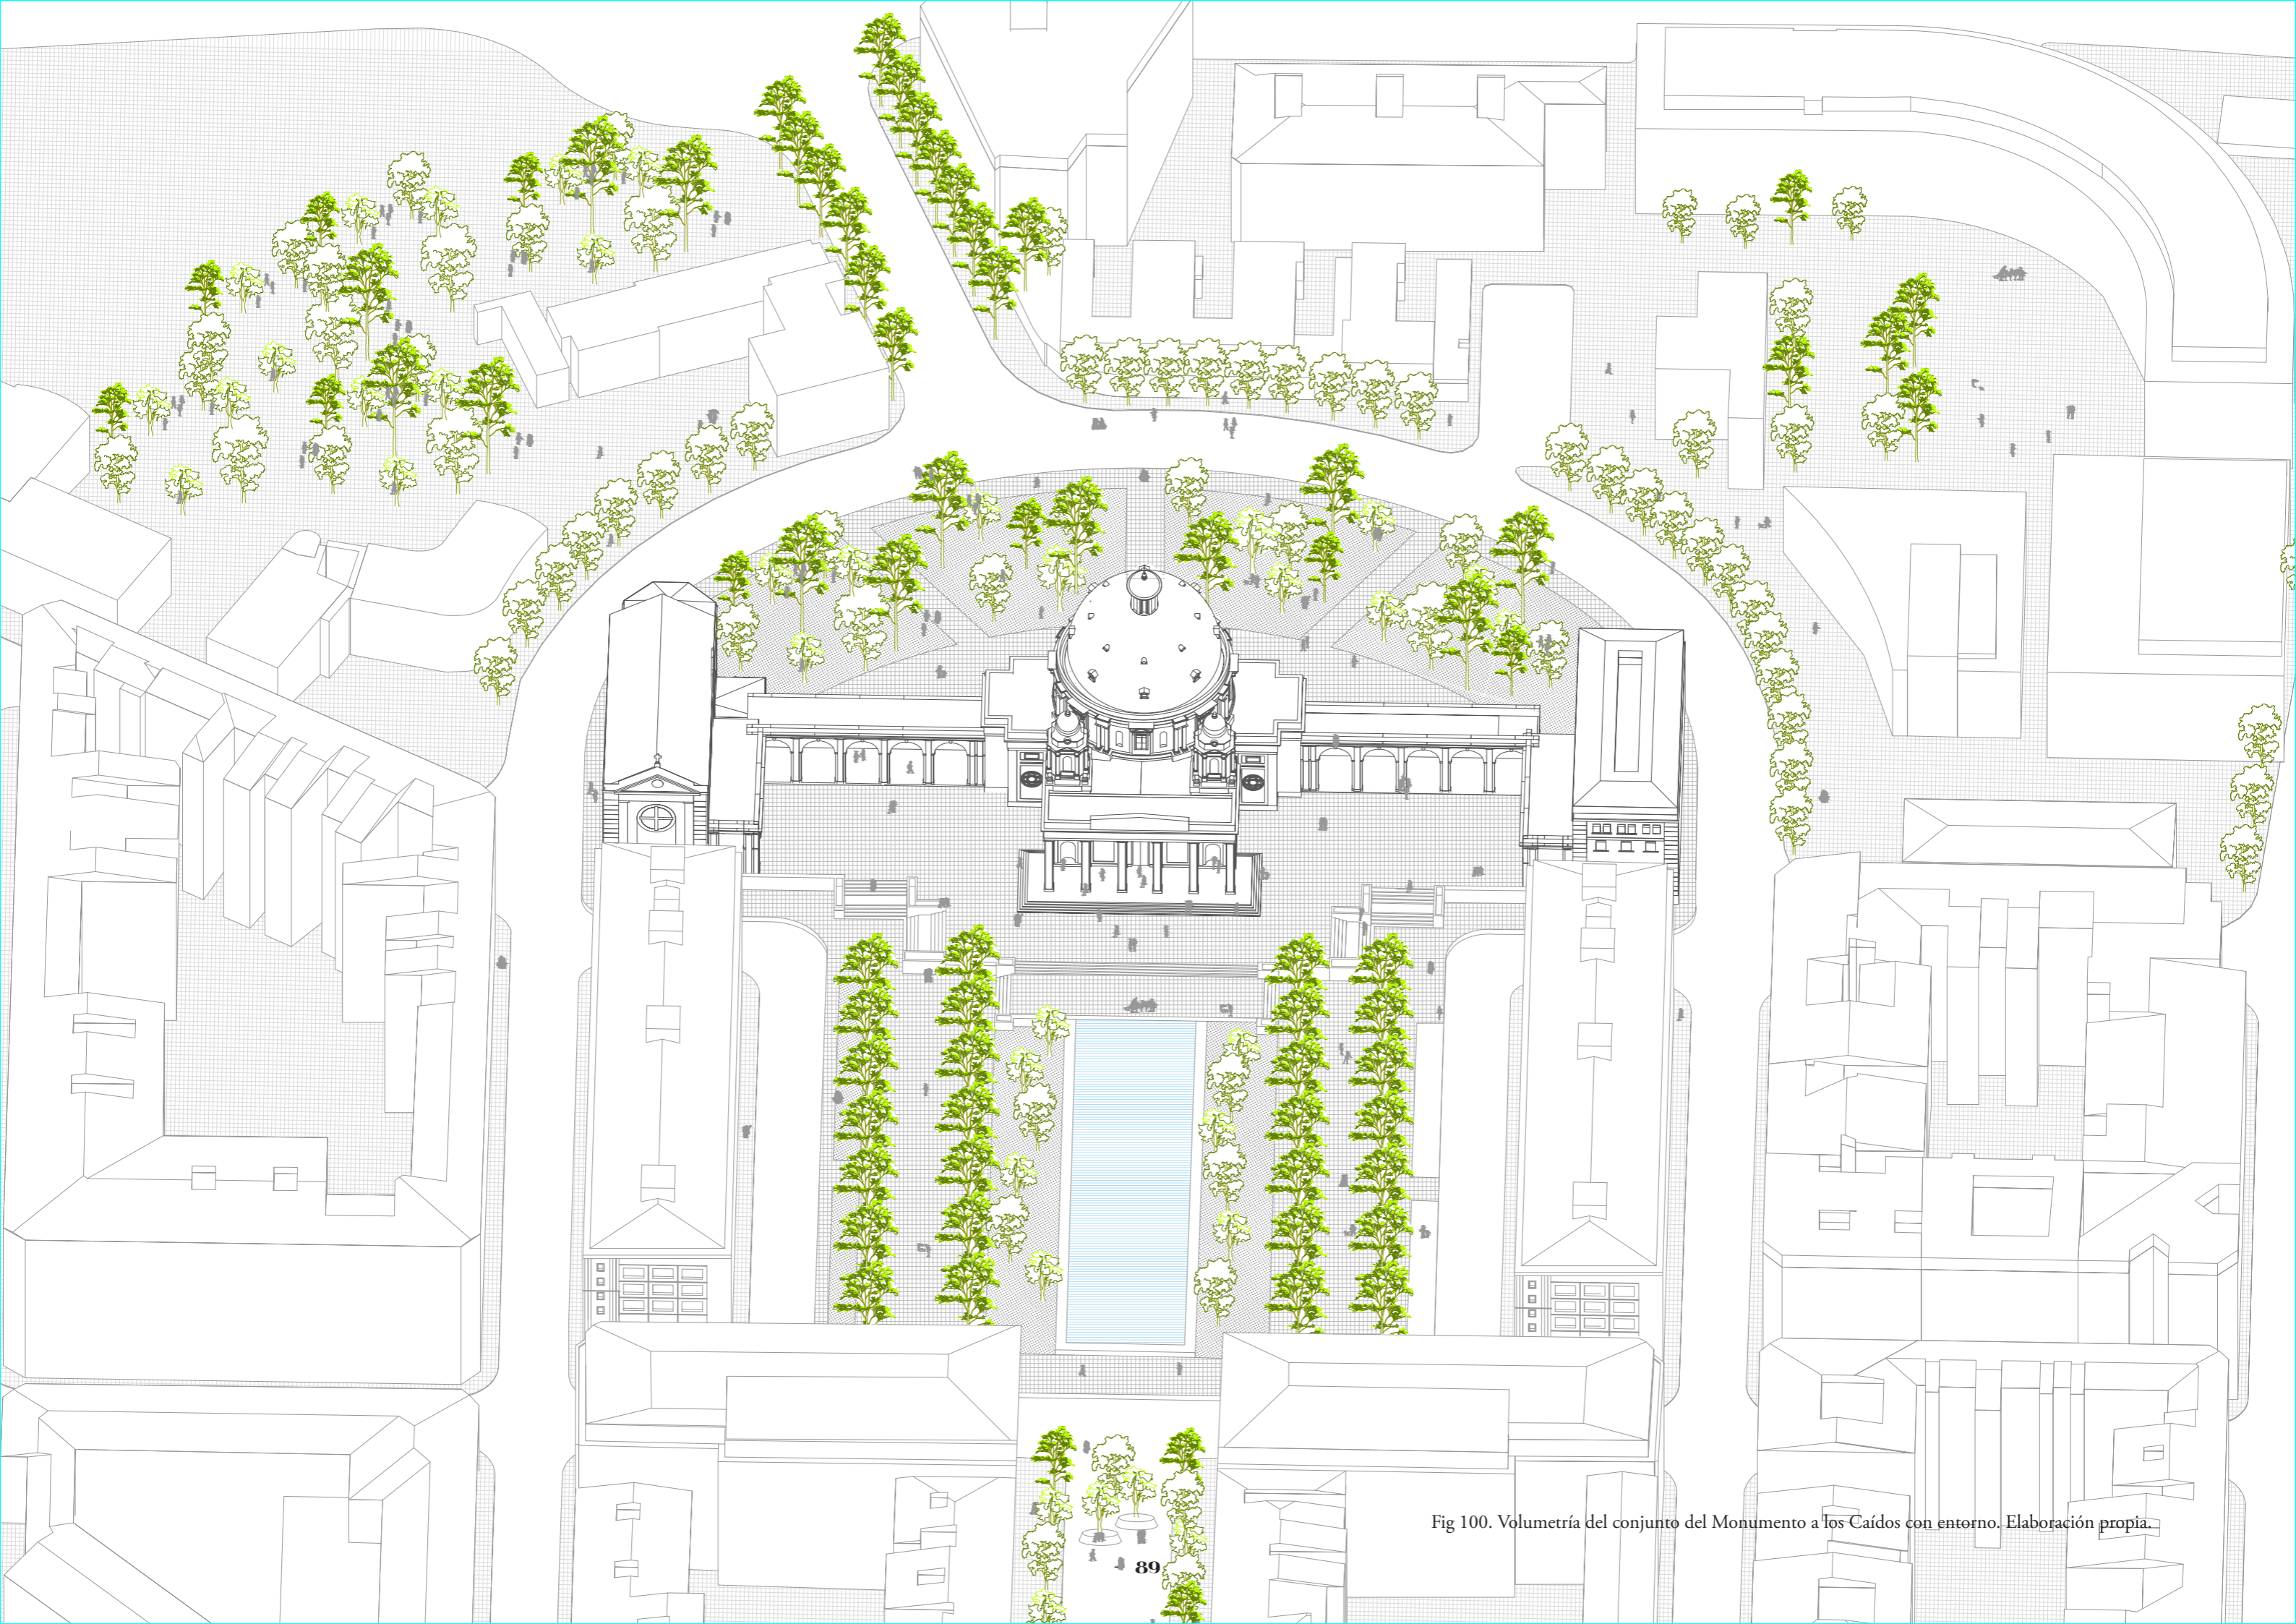 Fig 100. Volumetría del conjunto del Monumento a los Caídos con entorno. Elaboración propia.
89